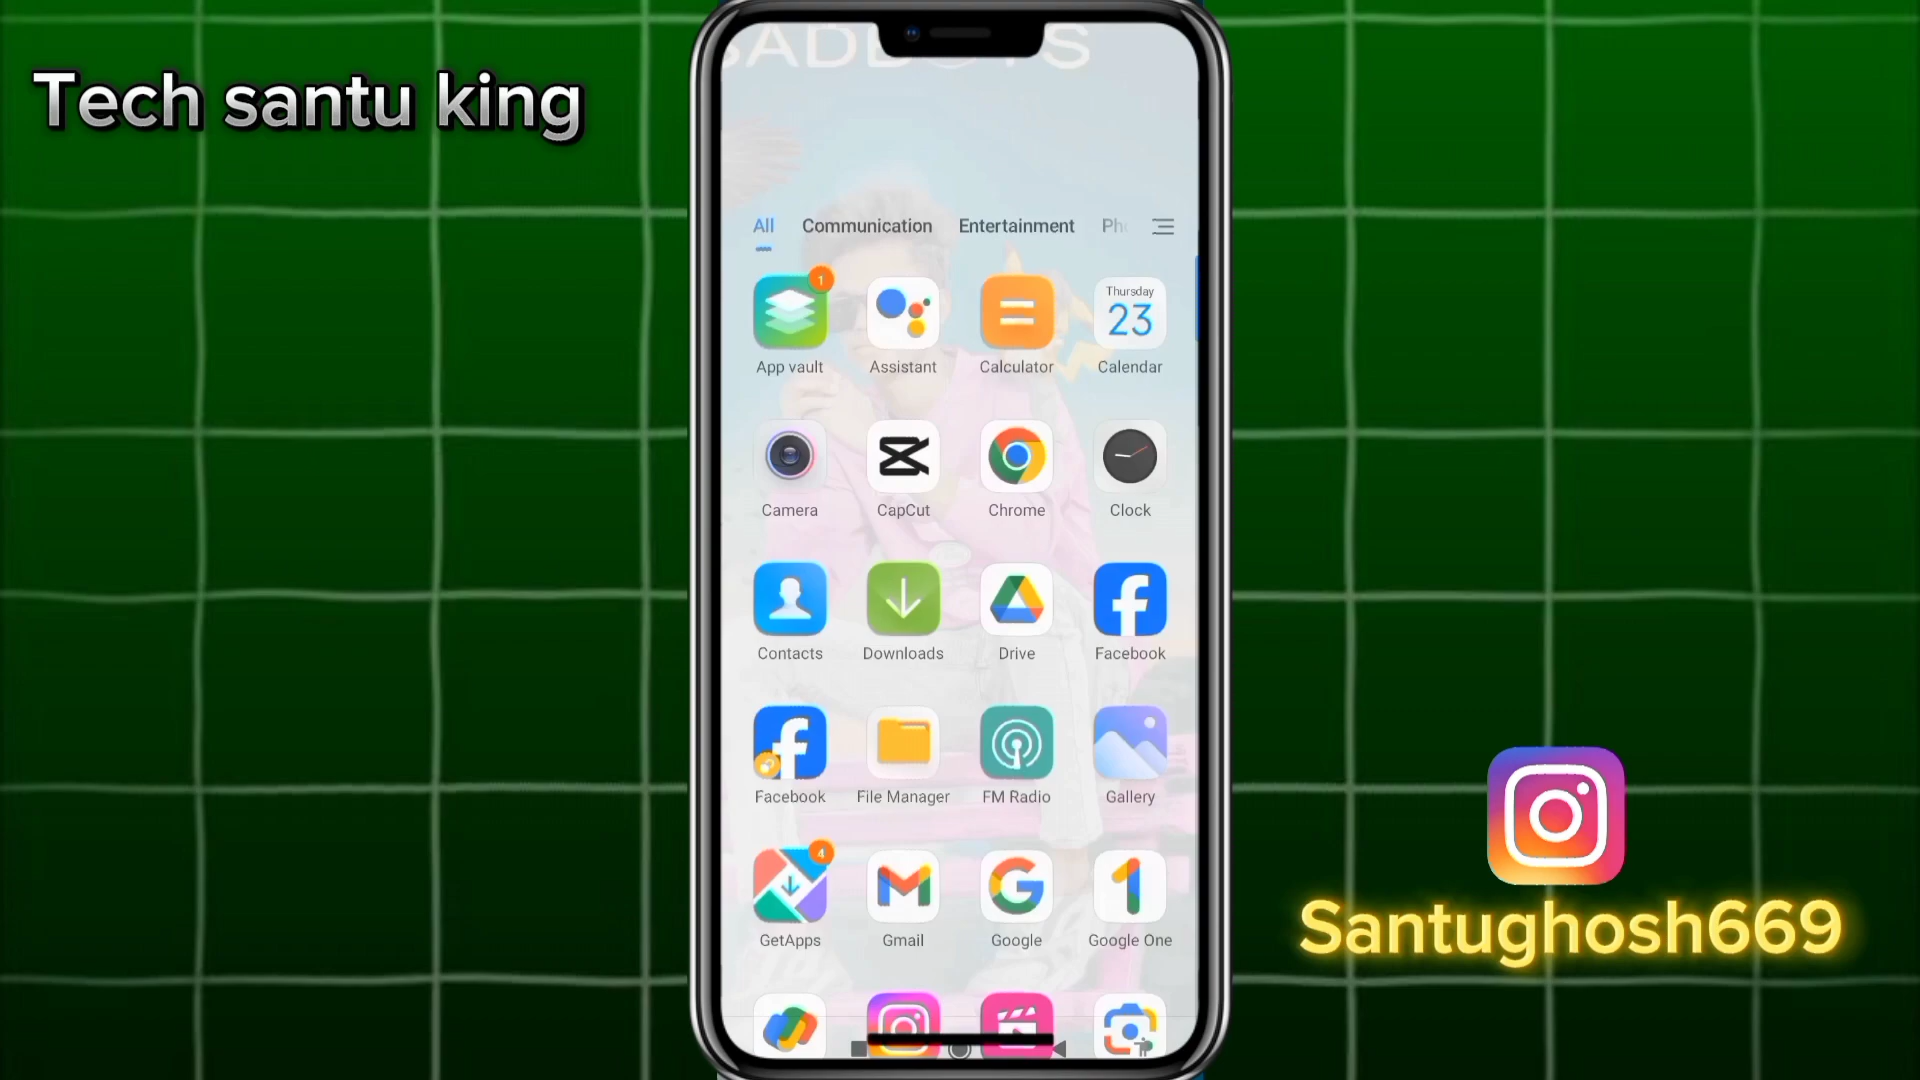 Tech santu king
All Communication Entertainment
1 Thursday 23
App vault Assistant Calculator Calendar
Camera CapCut Chrome Clock
Contacts Downloads Drive Facebook
Facebook File Manager FM Radio Gallery
4
GetApps Gmail Google Google One
Santughosh669